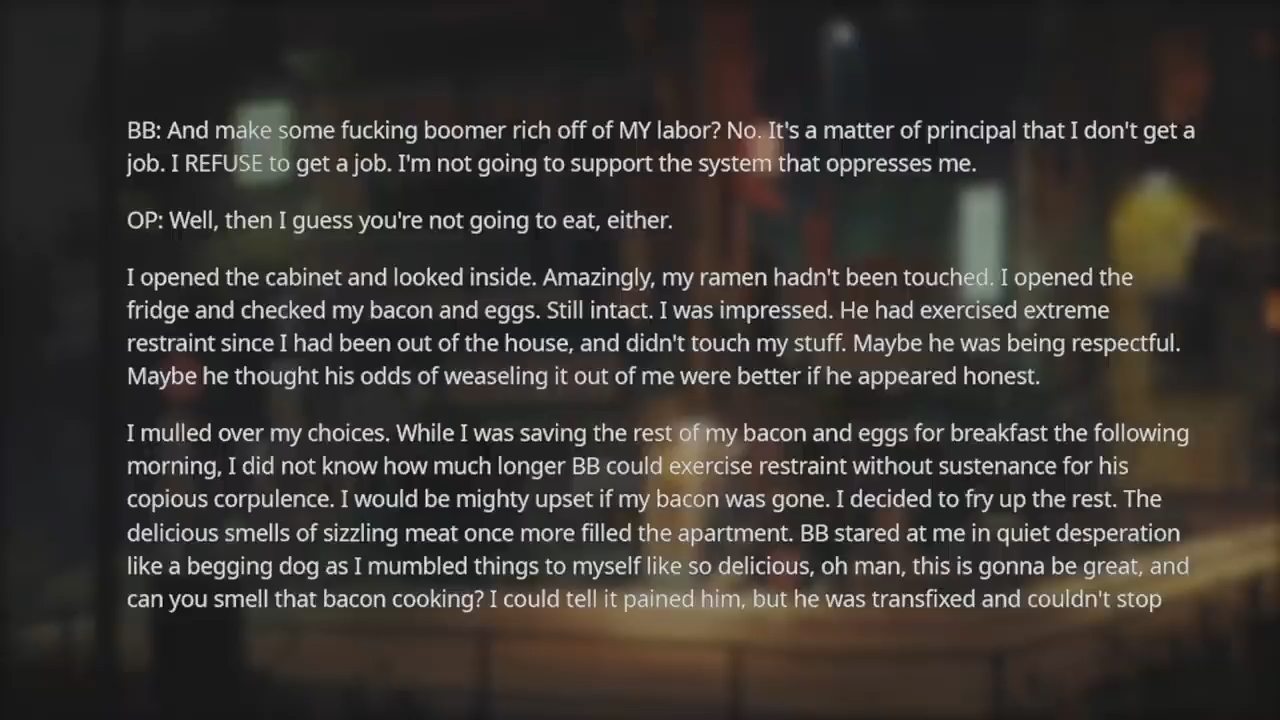 BB: And make some fucking boomer rich off of MY labor? No. It's a matter of principal that I don't get a
job. I REFUSE to get a job. I'm not going to support the system that oppresses me.
OP: Well, then I guess you're not going to eat, either.
I opened the cabinet and looked inside. Amazingly, my ramen hadn't been touched. I opened the
fridge and checked my bacon and eggs. Still intact. I was impressed. He had exercised extreme
restraint since I had been out of the house, and didn't touch my stuff. Maybe he was being respectful.
Maybe he thought his odds of weaseling it out of me were better if he appeared honest.
I mulled over my choices. While I was saving the rest of my bacon and eggs for breakfast the following
morning, I did not know how much longer BB could exercise restraint without sustenance for his
copious corpulence. I would be mighty upset if my bacon was gone. I decided to fry up the rest. The
delicious smells of sizzling meat once more filled the apartment. BB stared at me in quiet desperation
like a begging dog as I mumbled things to myself like so delicious, oh man, this is gonna be great, and
can you smell that bacon cooking? I could tell it pained him, but he was transfixed and couldn't stop